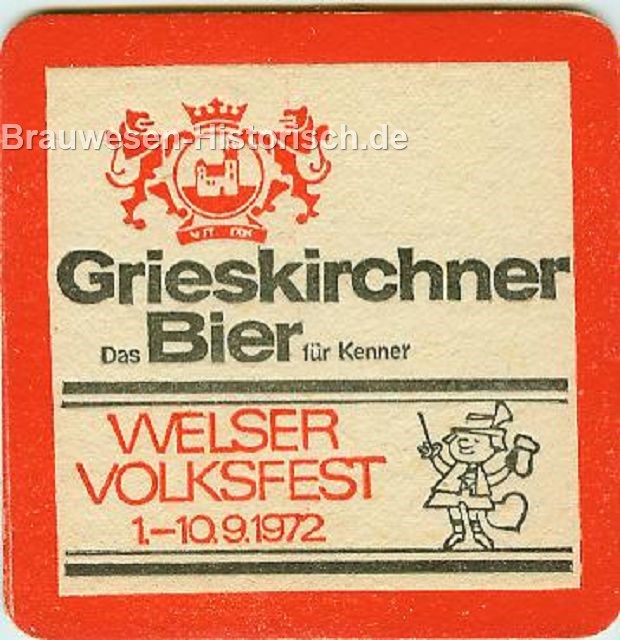 Brauwesen-Historisch.de
Grieskirchner
Das Bier für Kenner
WELSER
VOLKSFEST
1.–10.9.1972